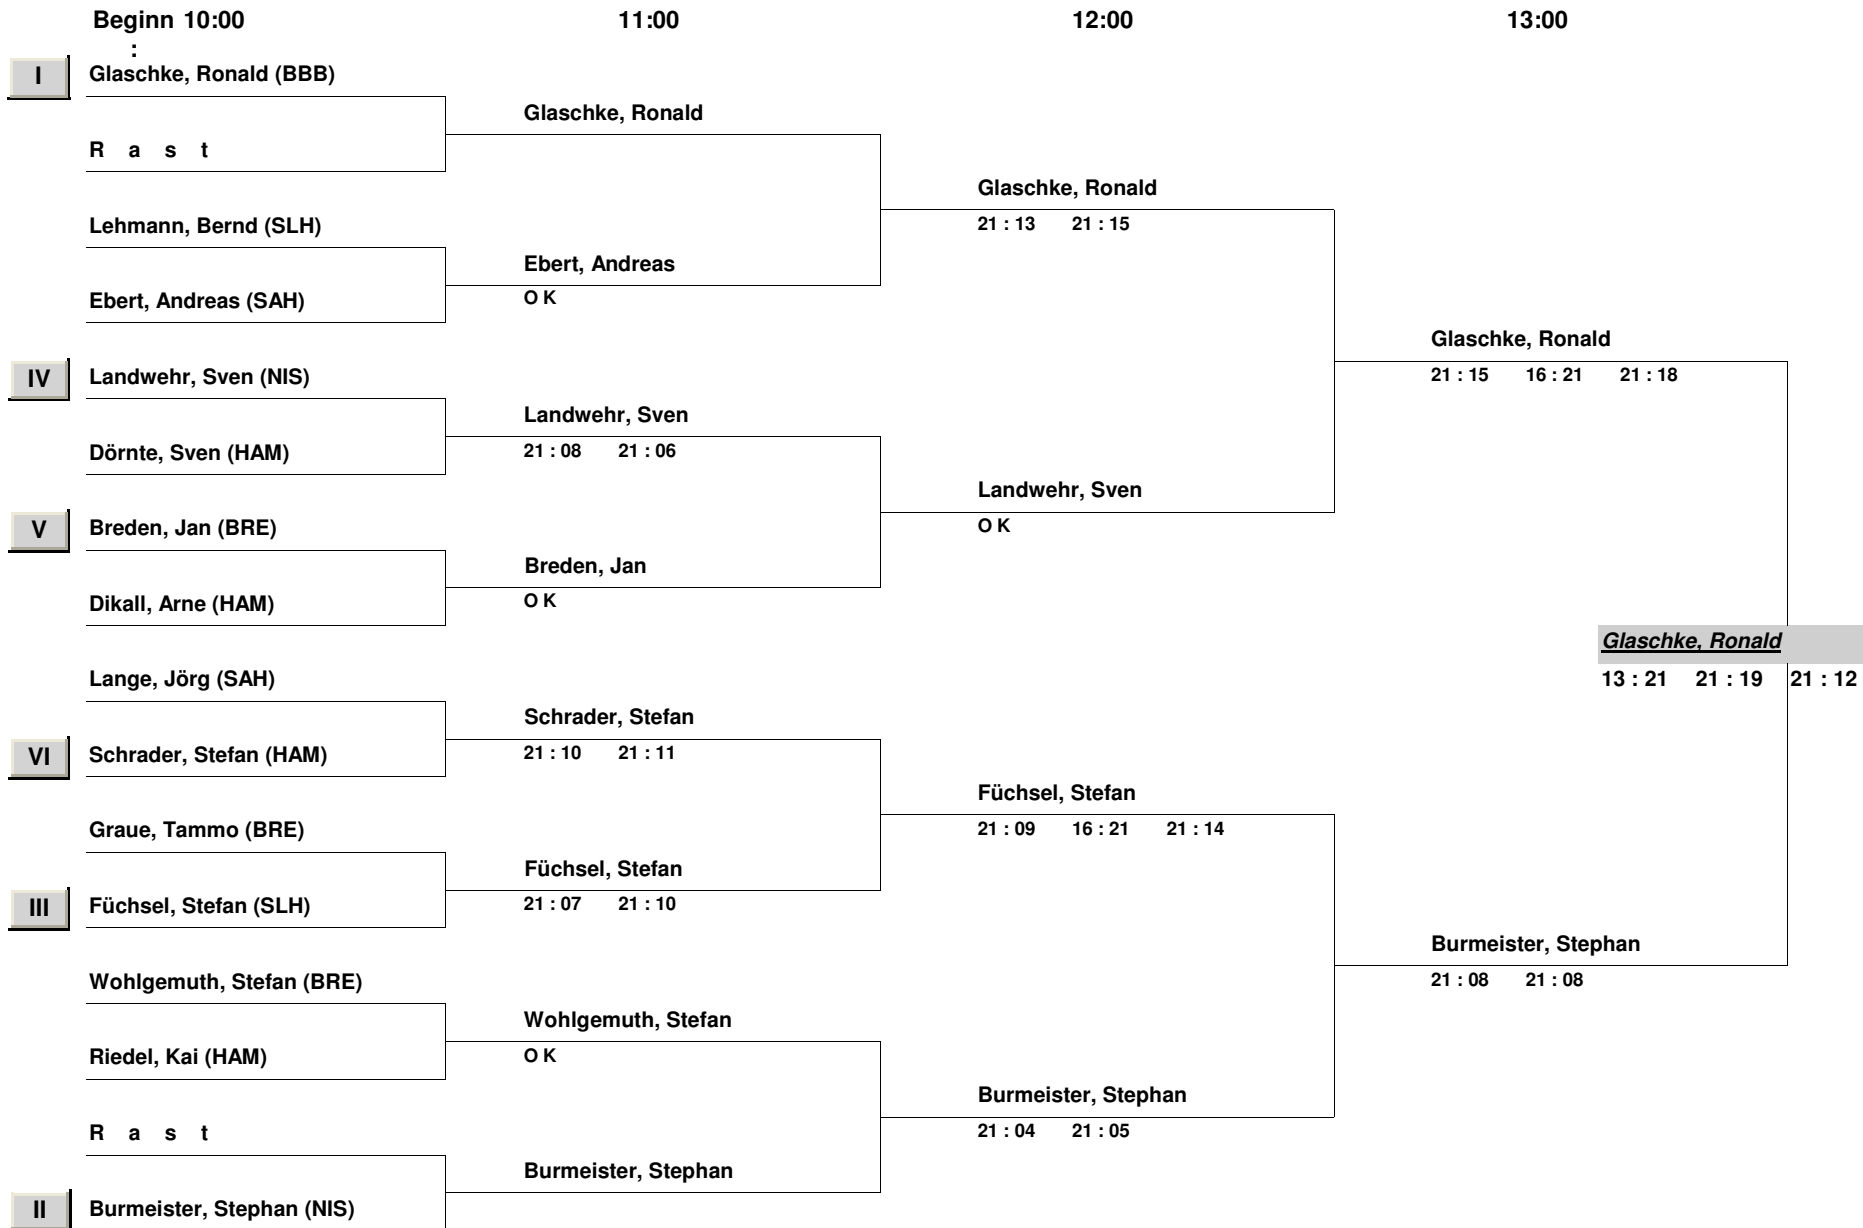 Beginn 10:00 11:00 12:00 13:00
:
I Glaschke, Ronald (BBB)
Glaschke, Ronald
R a s t
Glaschke, Ronald
Lehmann, Bernd (SLH)
21 : 13 21 : 15
Ebert, Andreas
Ebert, Andreas (SAH)
O K
Glaschke, Ronald
IV Landwehr, Sven (NIS)
21 : 15 16 : 21 21 : 18
Landwehr, Sven
Dörnte, Sven (HAM)
21 : 08 21 : 06
Landwehr, Sven
V Breden, Jan (BRE)
O K
Breden, Jan
Dikall, Arne (HAM)
O K
Glaschke, Ronald
Lange, Jörg (SAH)
13 : 21 21 : 19 21 : 12
Schrader, Stefan
VI Schrader, Stefan (HAM)
21 : 10 21 : 11
Füchsel, Stefan
Graue, Tammo (BRE)
21 : 09 16 : 21 21 : 14
Füchsel, Stefan
III Füchsel, Stefan (SLH)
21 : 07 21 : 10
Burmeister, Stephan
Wohlgemuth, Stefan (BRE)
21 : 08 21 : 08
Wohlgemuth, Stefan
Riedel, Kai (HAM)
O K
Burmeister, Stephan
R a s t
21 : 04 21 : 05
Burmeister, Stephan
II Burmeister, Stephan (NIS)